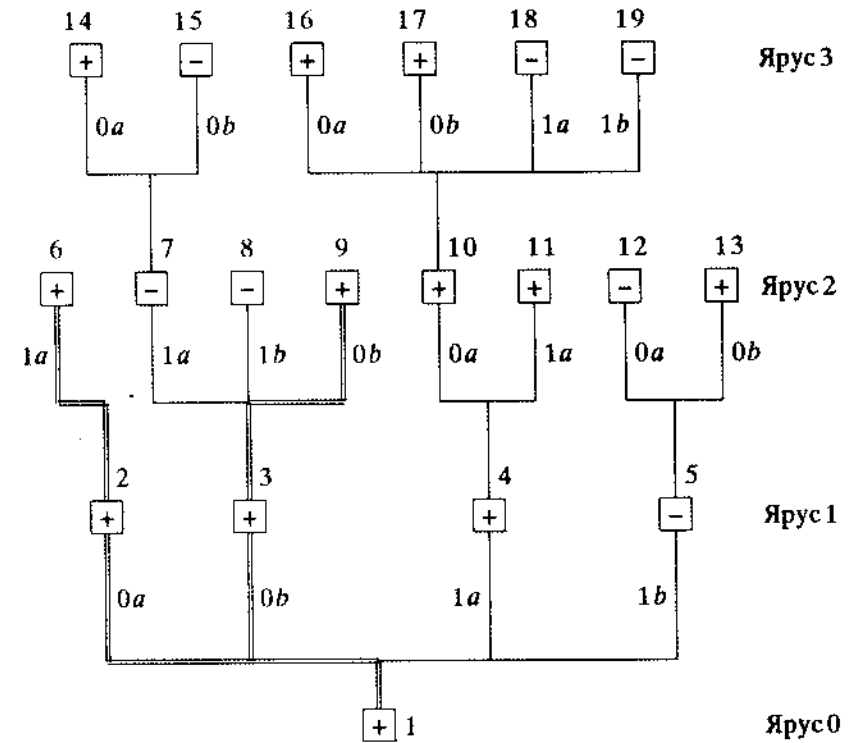 14 15 16 17 18 19
+ − + + − − Ярус 3
0a 0b 0a 0b 1a 1b
6 7 8 9 10 11 12 13
+ − − + + + − + Ярус 2
1a 1a 1b 0b 0a 1a 0a 0b
2 3 4 5
+ + + − Ярус 1
0a 0b 1a 1b
+ 1 Ярус 0